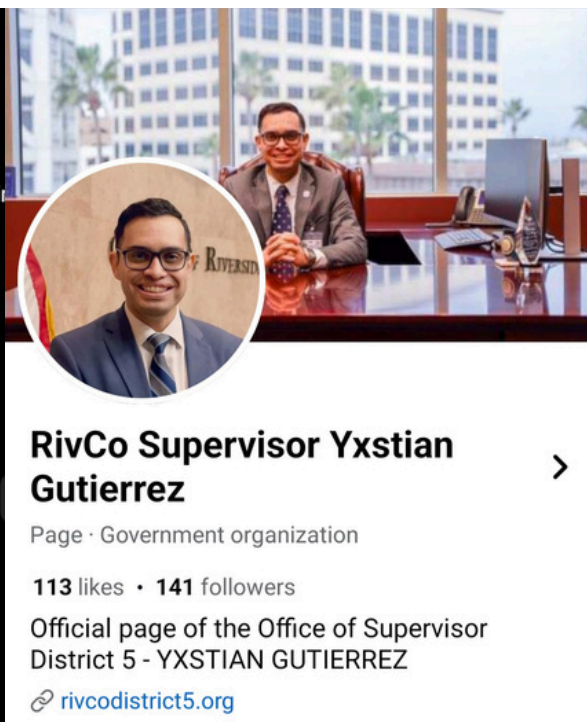 RIVERSID
RivCo Supervisor Yxstian
Gutierrez
Page · Government organization
113 likes • 141 followers
Official page of the Office of Supervisor
District 5 - YXSTIAN GUTIERREZ
rivcodistrict5.org